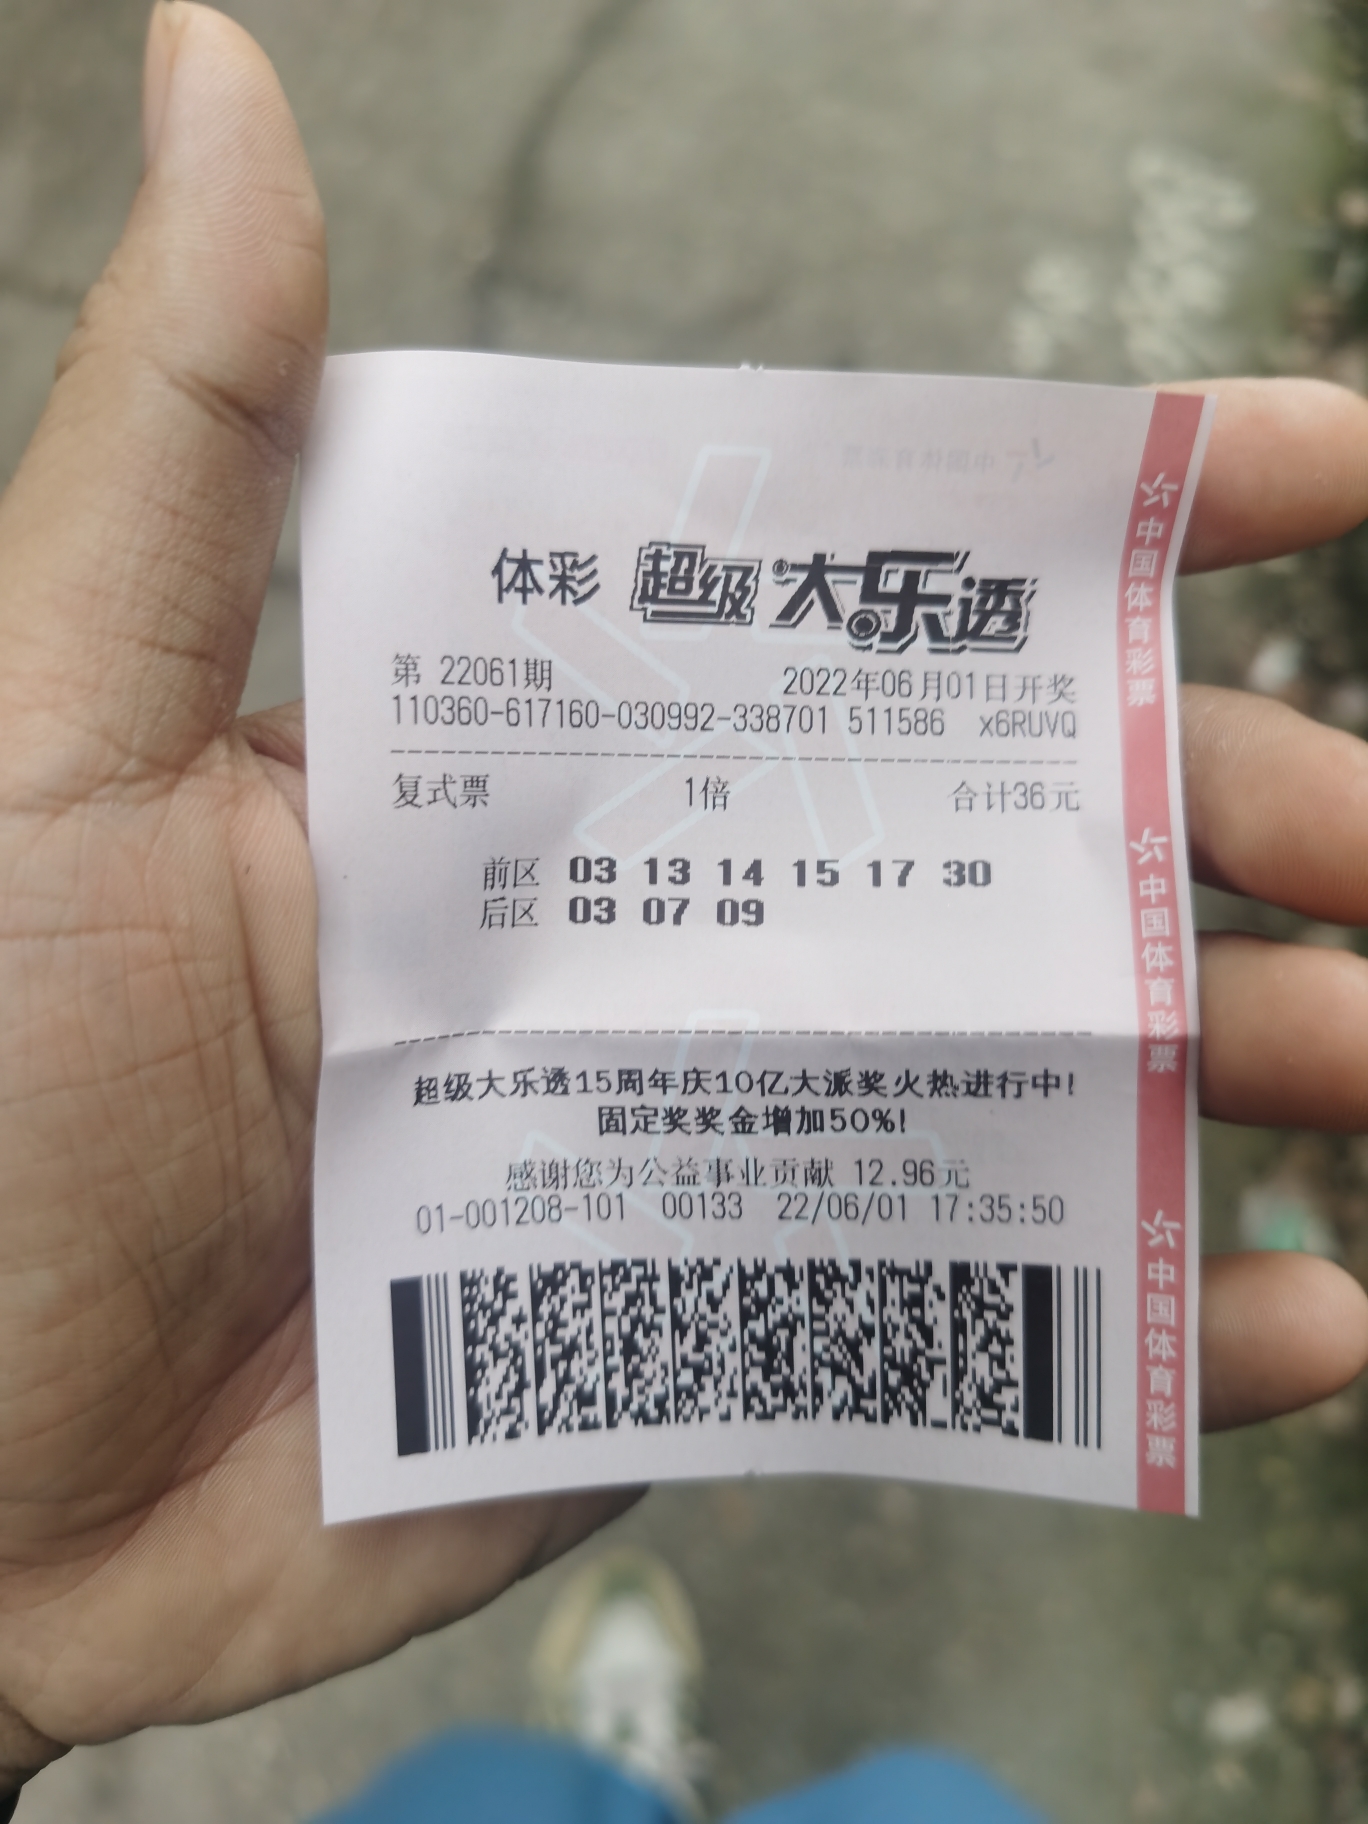 体彩 超级大乐透
第 22061期 2022年06月01日开奖
110360-617160-030992-338701 511586 x6RUVQ
复式票 1倍 合计36元
前区 03 13 14 15 17 30
后区 03 07 09
超级大乐透15周年庆10亿大派奖火热进行中!
固定奖奖金增加50%!
感谢您为公益事业贡献 12.96元
01-001208-101 00133 22/06/01 17:35:50
中国体育彩票
中国体育彩票
中国体育彩票